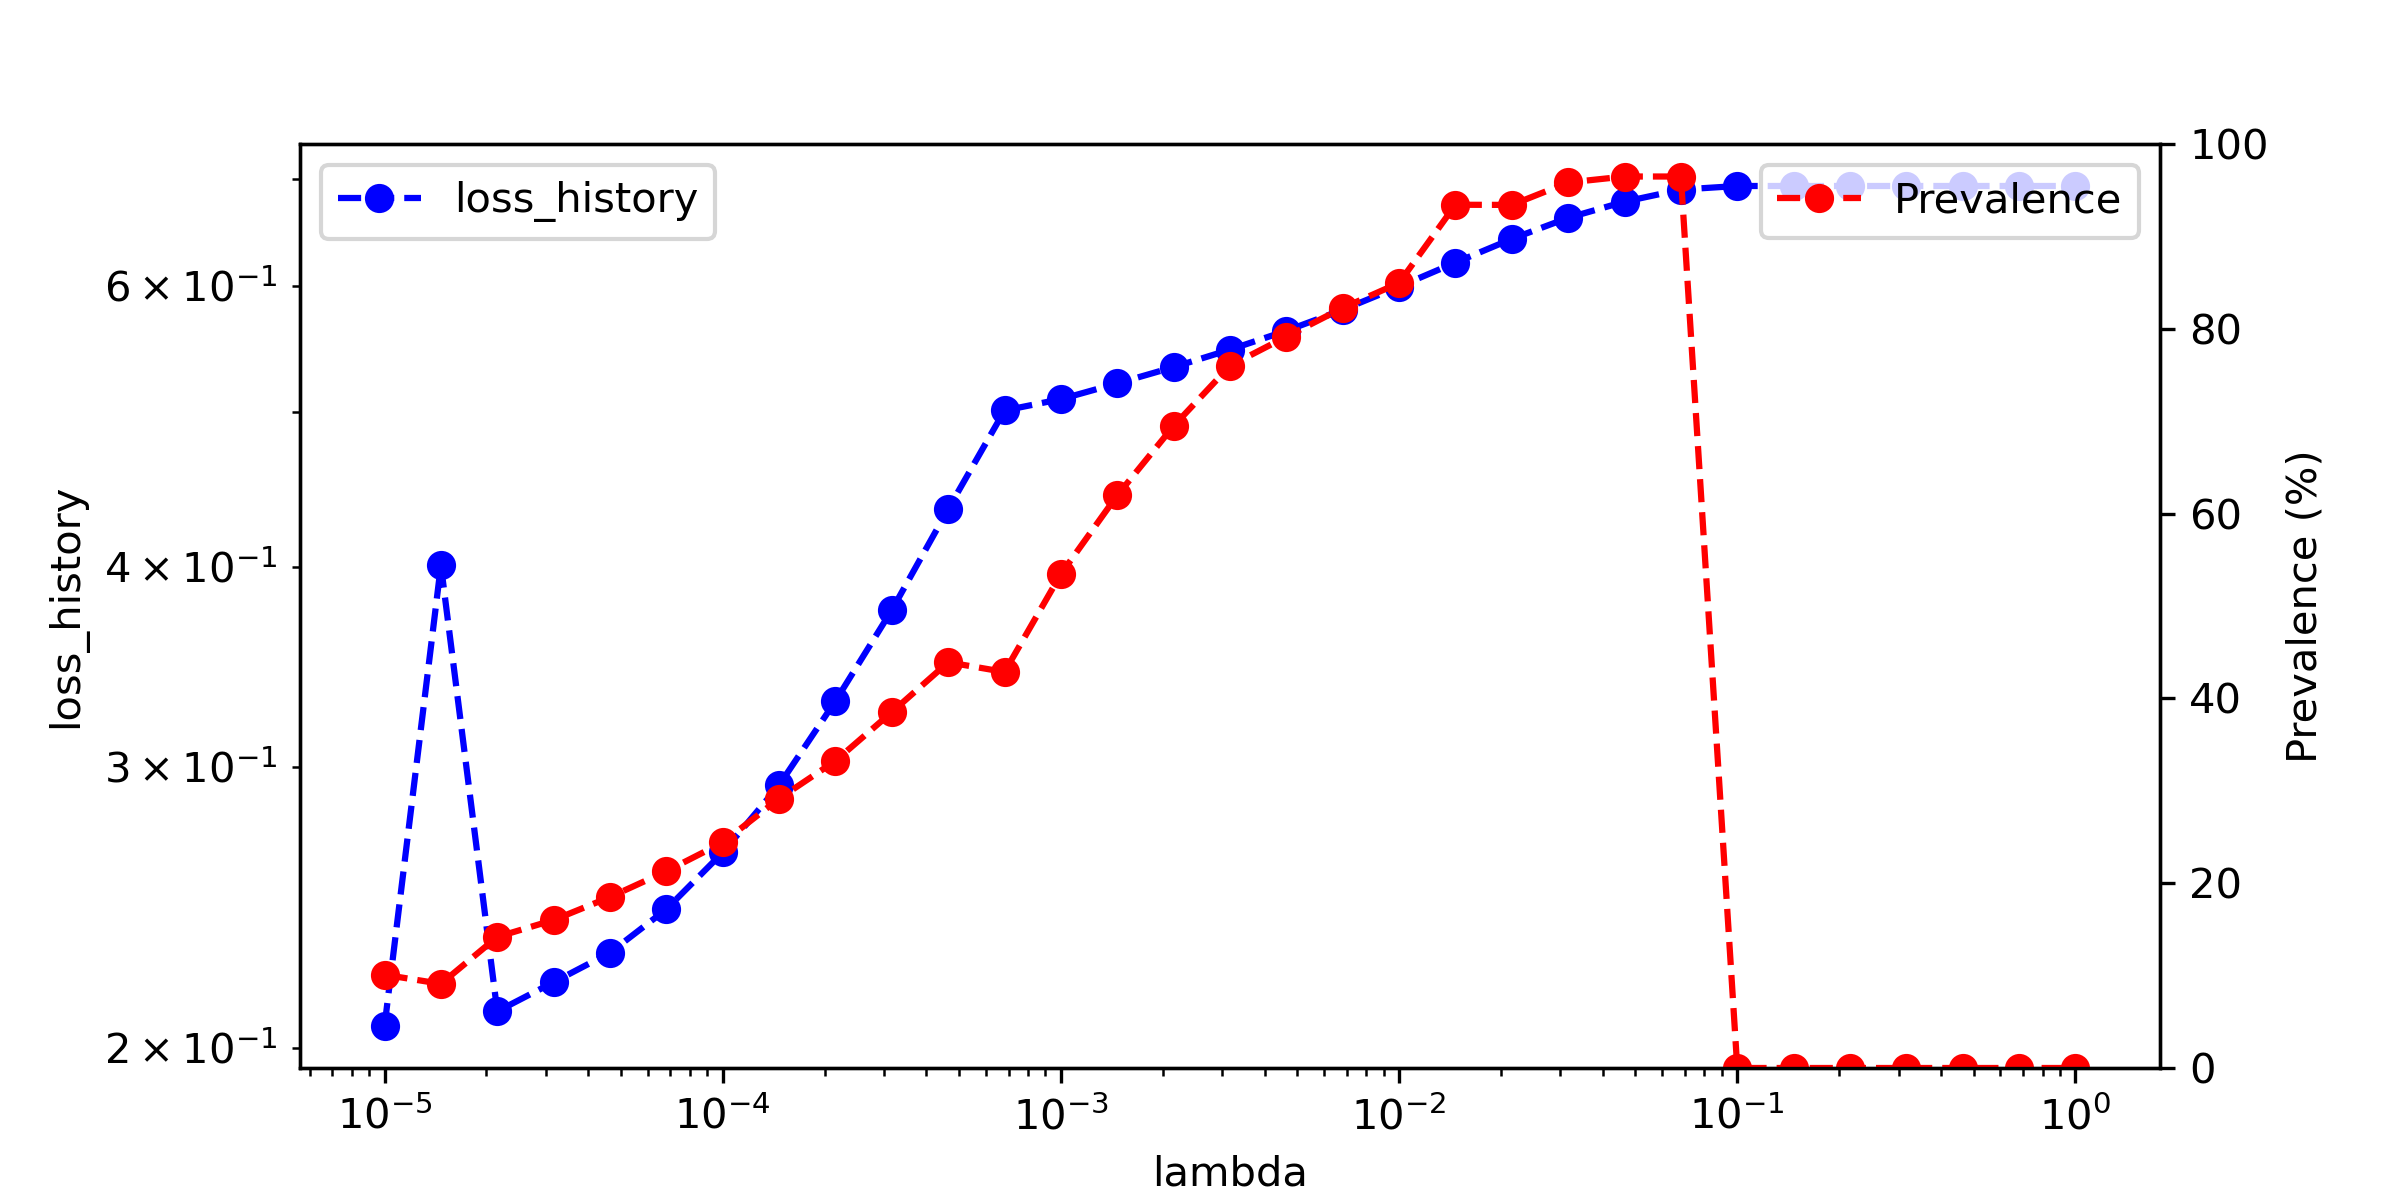 loss_history
Prevalence
100
80
60
40
20
0
6 × 10⁻¹
4 × 10⁻¹
3 × 10⁻¹
2 × 10⁻¹
loss_history
Prevalence (%)
10⁻⁵
10⁻⁴
10⁻³
10⁻²
10⁻¹
10⁰
lambda